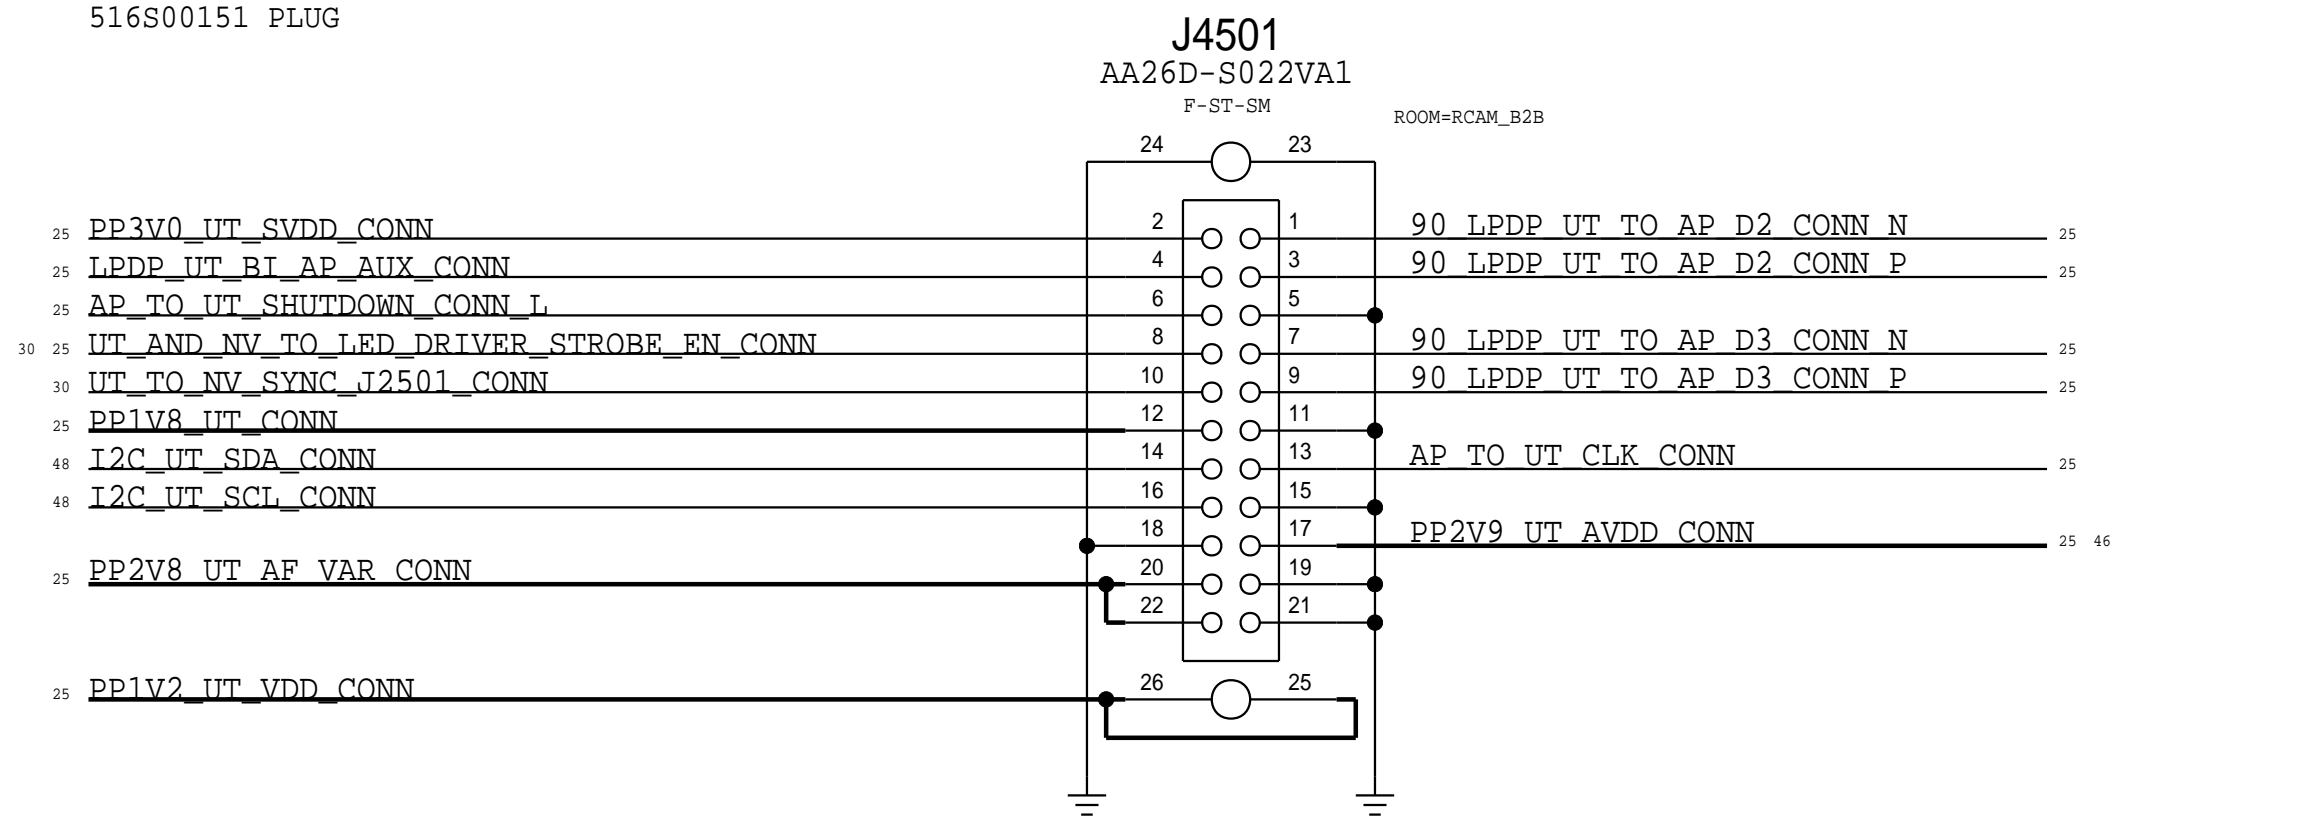 516S00151 PLUG
J4501
AA26D-S022VA1
F-ST-SM
ROOM=RCAM_B2B
24 23
25 PP3V0_UT_SVDD_CONN 2 1 90_LPDP_UT_TO_AP_D2_CONN_N 25
25 LPDP_UT_BI_AP_AUX_CONN 4 3 90_LPDP_UT_TO_AP_D2_CONN_P 25
25 AP_TO_UT_SHUTDOWN_CONN_L 6 5
30 25 UT_AND_NV_TO_LED_DRIVER_STROBE_EN_CONN 8 7 90_LPDP_UT_TO_AP_D3_CONN_N 25
30 UT_TO_NV_SYNC_J2501_CONN 10 9 90_LPDP_UT_TO_AP_D3_CONN_P 25
25 PP1V8_UT_CONN 12 11
48 I2C_UT_SDA_CONN 14 13 AP_TO_UT_CLK_CONN 25
48 I2C_UT_SCL_CONN 16 15
18 17 PP2V9_UT_AVDD_CONN 25 46
25 PP2V8_UT_AF_VAR_CONN 20 19
22 21
25 PP1V2_UT_VDD_CONN 26 25